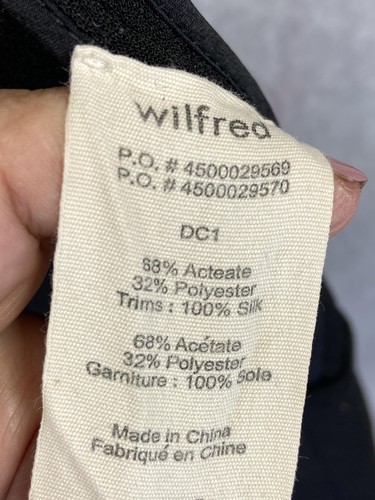 wilfred
P.O. # 4500029569
P.O. # 4500029570
DC1
68% Acteate
32% Polyester
Trims : 100% Silk
68% Acétate
32% Polyester
Garniture : 100% Soie
Made in China
Fabriqué en Chine